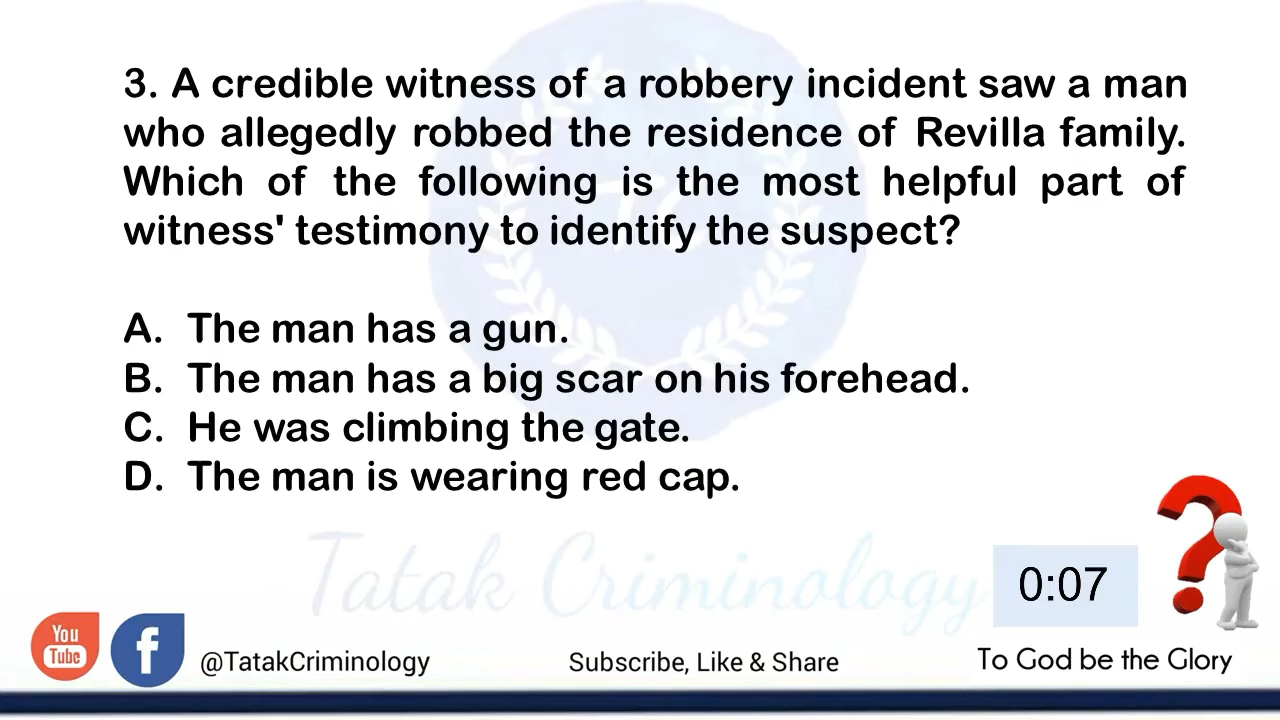 3. A credible witness of a robbery incident saw a man
who allegedly robbed the residence of Revilla family.
Which of the following is the most helpful part of
witness' testimony to identify the suspect?
A. The man has a gun.
B. The man has a big scar on his forehead.
C. He was climbing the gate.
D. The man is wearing red cap.
Tatak Criminology
0:07
You
Tube
f
@TatakCriminology
Subscribe, Like & Share
To God be the Glory